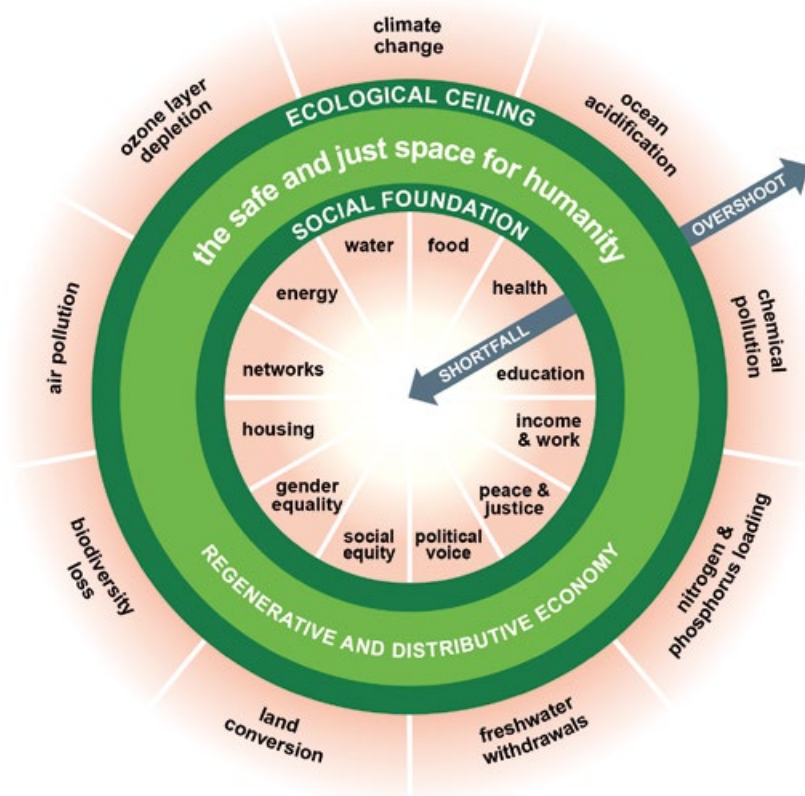 climate
change
ocean
acidification
chemical
pollution
nitrogen &
phosphorus loading
freshwater
withdrawals
land
conversion
biodiversity
loss
air pollution
ozone layer
depletion
ECOLOGICAL CEILING
the safe and just space for humanity
SOCIAL FOUNDATION
OVERSHOOT
SHORTFALL
water
food
health
education
income
& work
peace &
justice
political
voice
social
equity
gender
equality
housing
networks
energy
REGENERATIVE AND DISTRIBUTIVE ECONOMY